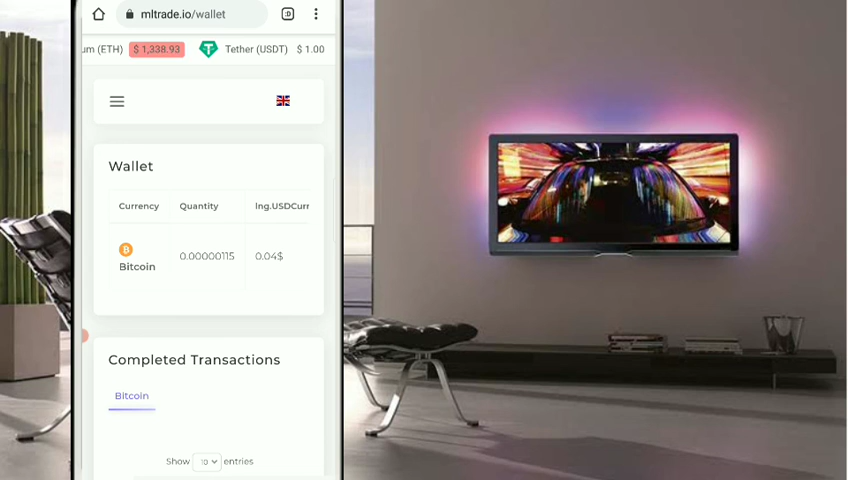 mltrade.io/wallet
:D
um (ETH) $ 1,338.93 Tether (USDT) $ 1.00
Wallet
Currency Quantity lng.USDCurr
Bitcoin 0.00000115 0.04$
Completed Transactions
Bitcoin
Show 10 entries